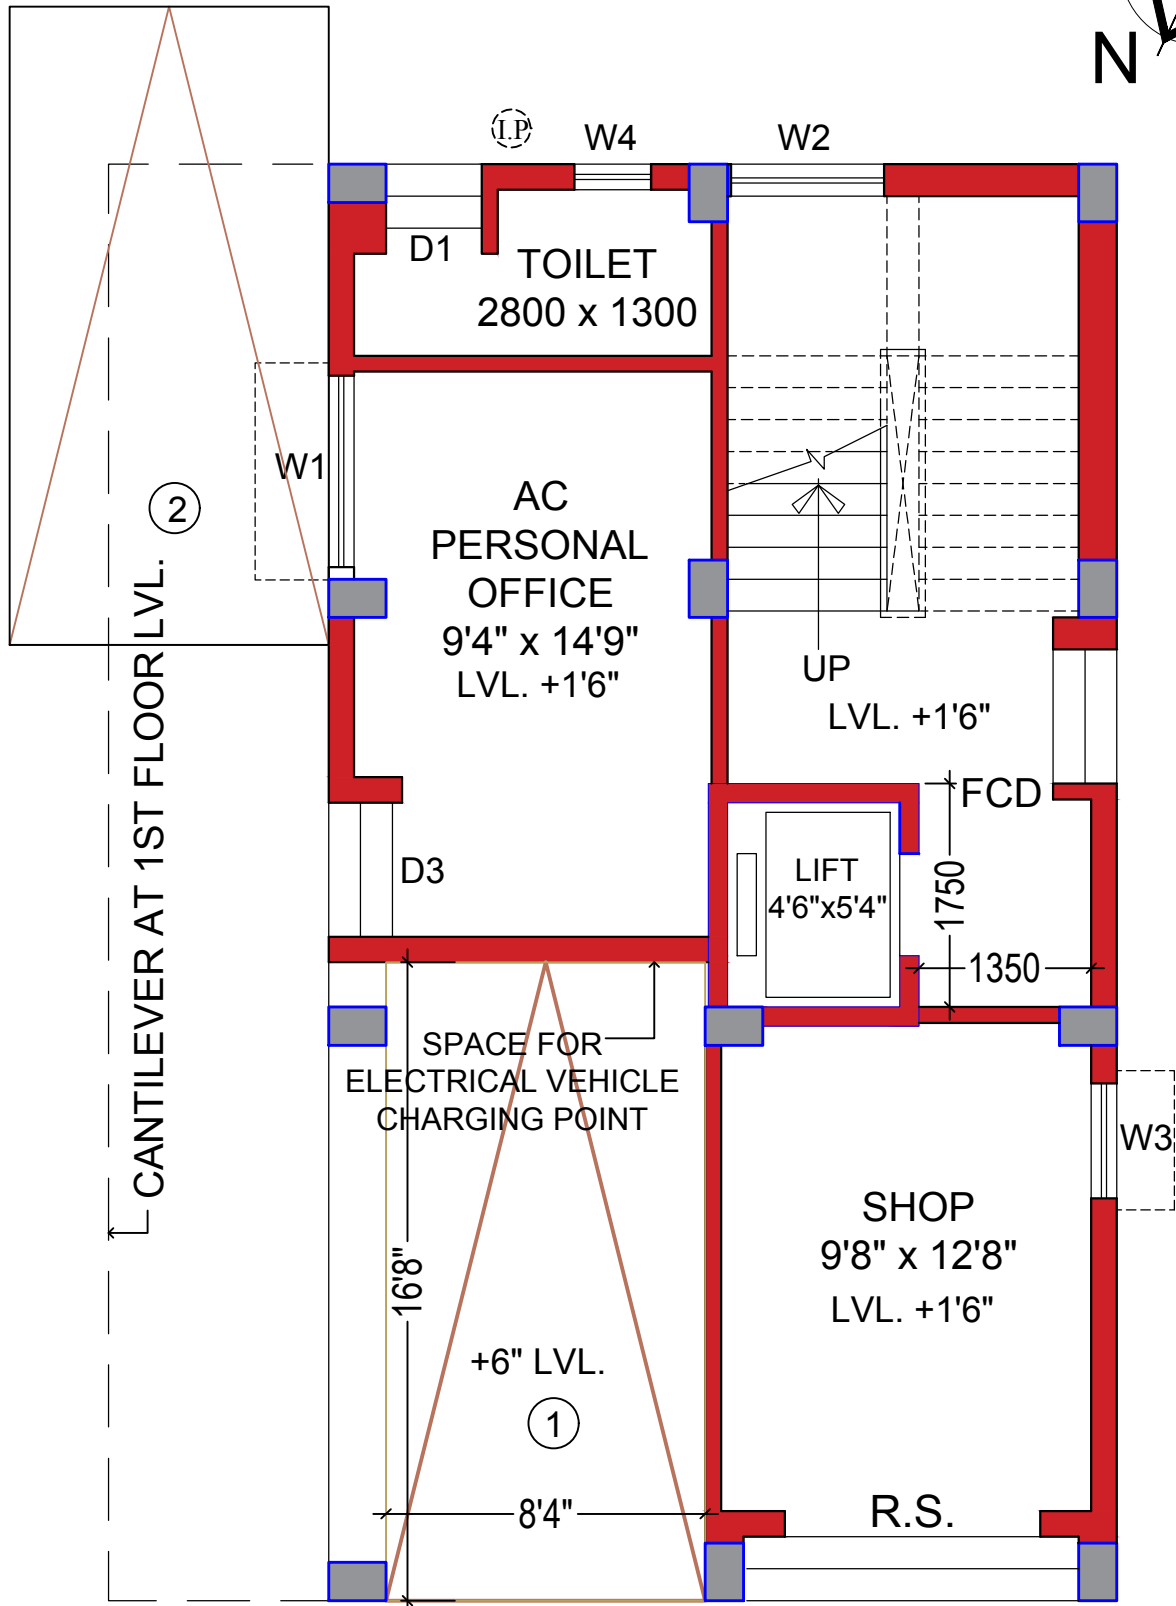 N
I.P
W4
W2
D1
TOILET
2800 x 1300
W1
2
AC
PERSONAL
OFFICE
9'4" x 14'9"
LVL. +1'6"
UP
LVL. +1'6"
CANTILEVER AT 1ST FLOOR LVL.
FCD
D3
LIFT
4'6"x5'4"
1750
1350
SPACE FOR
ELECTRICAL VEHICLE
CHARGING POINT
W3
SHOP
9'8" x 12'8"
LVL. +1'6"
16'8"
+6" LVL.
1
8'4"
R.S.